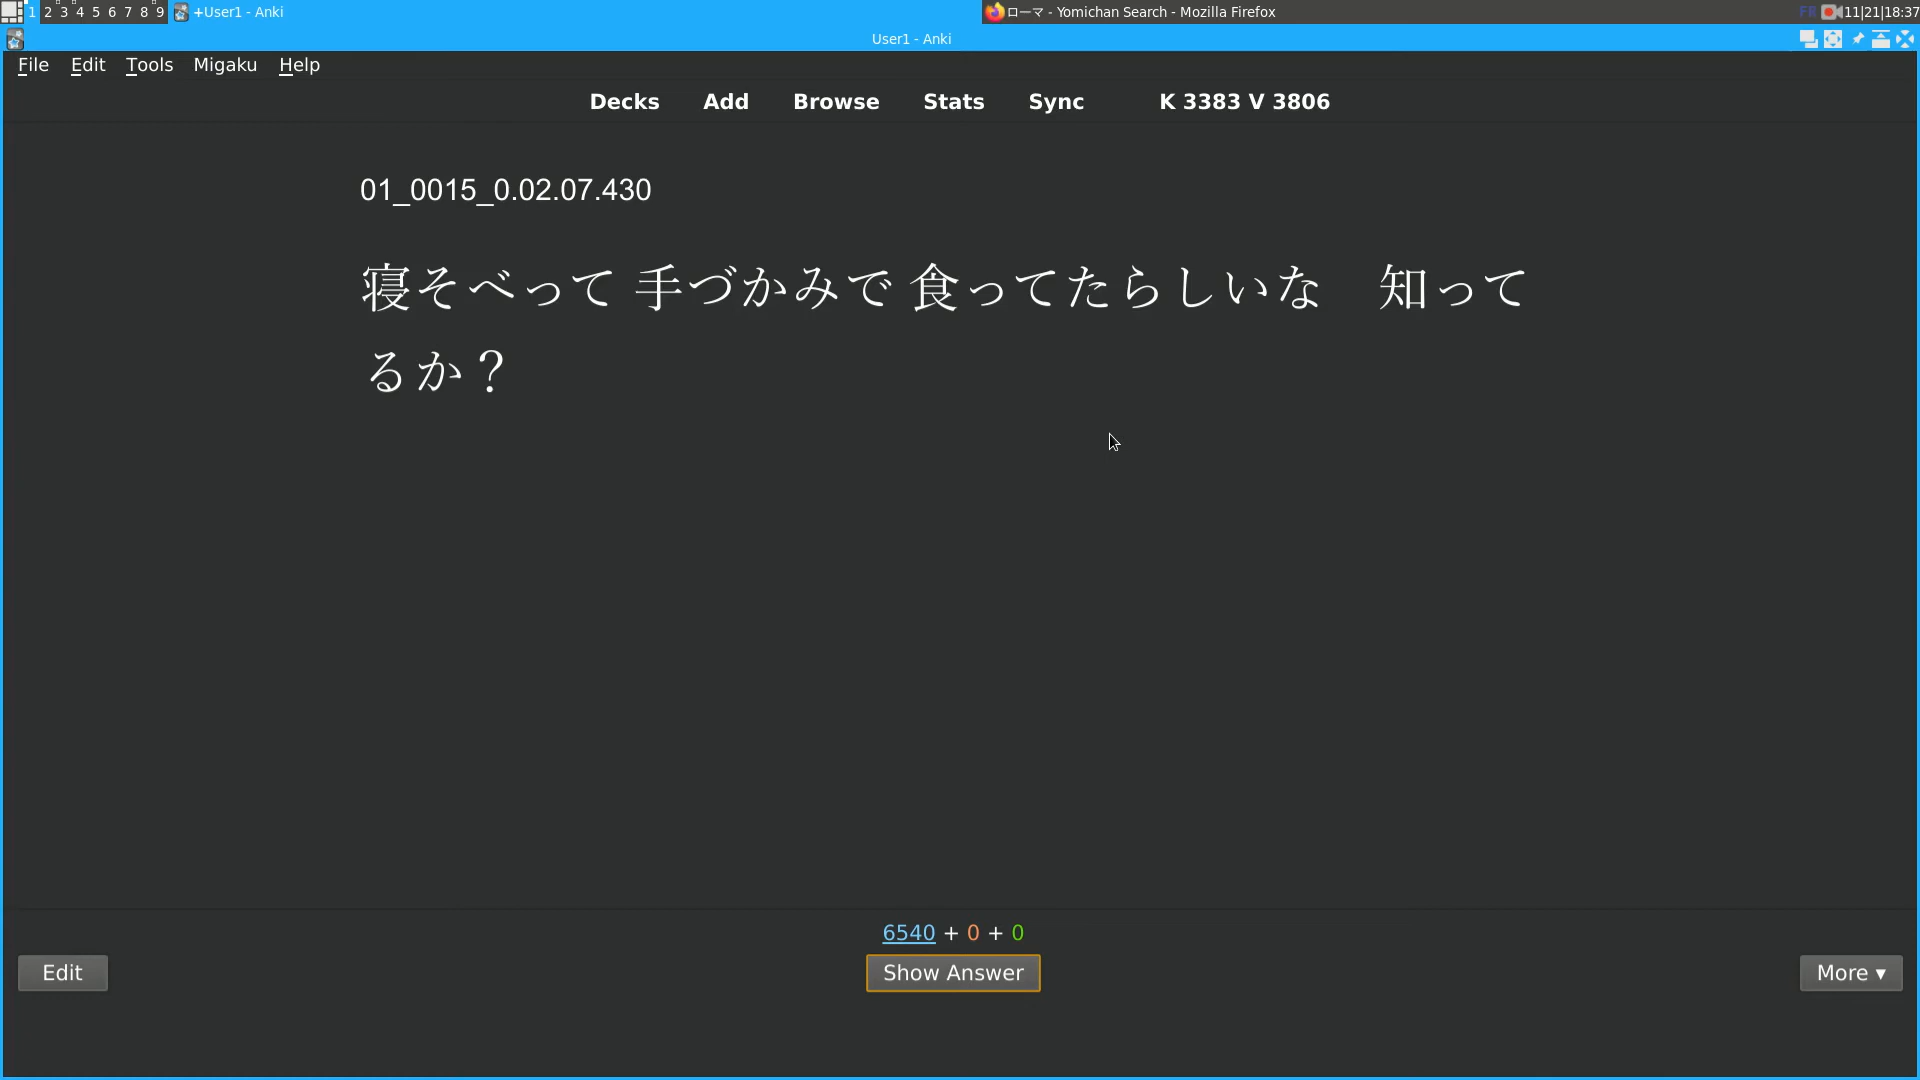 1 2 3 4 5 6 7 8 9 +User1 - Anki ローマ - Yomichan Search - Mozilla Firefox FR 11|21|18:37
User1 - Anki
File Edit Tools Migaku Help
Decks Add Browse Stats Sync K 3383 V 3806
01_0015_0.02.07.430
寝そべって 手づかみで 食ってたらしいな　知って
るか？
6540 + 0 + 0
Edit Show Answer More ▾